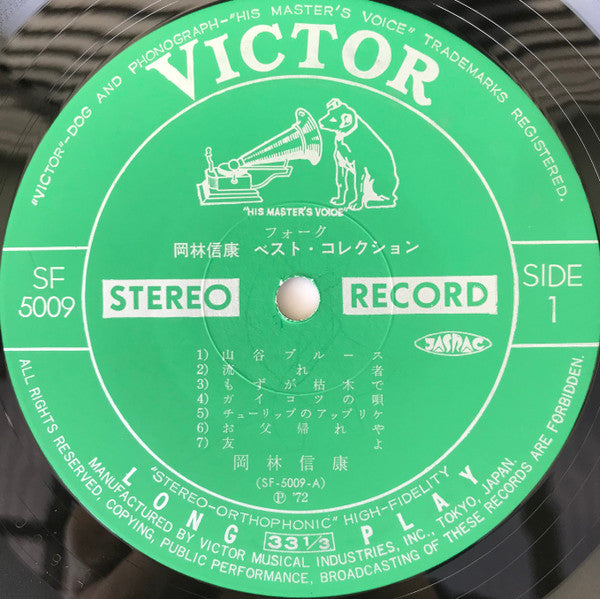 "VICTOR"-DOG AND PHONOGRAPH-"HIS MASTER'S VOICE" TRADEMARKS REGISTERED.
VICTOR
"HIS MASTER'S VOICE"
フォーク
岡林信康 ベスト・コレクション
SF
5009
STEREO
RECORD
SIDE
1
JASRAC
1) 山谷ブルース
2) 流れ者
3) もずが枯木で
4) ガイコツの唄
5) チューリップのアップリケ
6) お父帰れや
7) 友よ
岡林信康
(SF-5009-A)
Ⓟ '72
"STEREO-ORTHOPHONIC" HIGH-FIDELITY
LONG 33 1/3 PLAY
MANUFACTURED BY VICTOR MUSICAL INDUSTRIES, INC., TOKYO, JAPAN.
ALL RIGHTS RESERVED. COPYING, PUBLIC PERFORMANCE, BROADCASTING OF THESE RECORDS ARE FORBIDDEN.